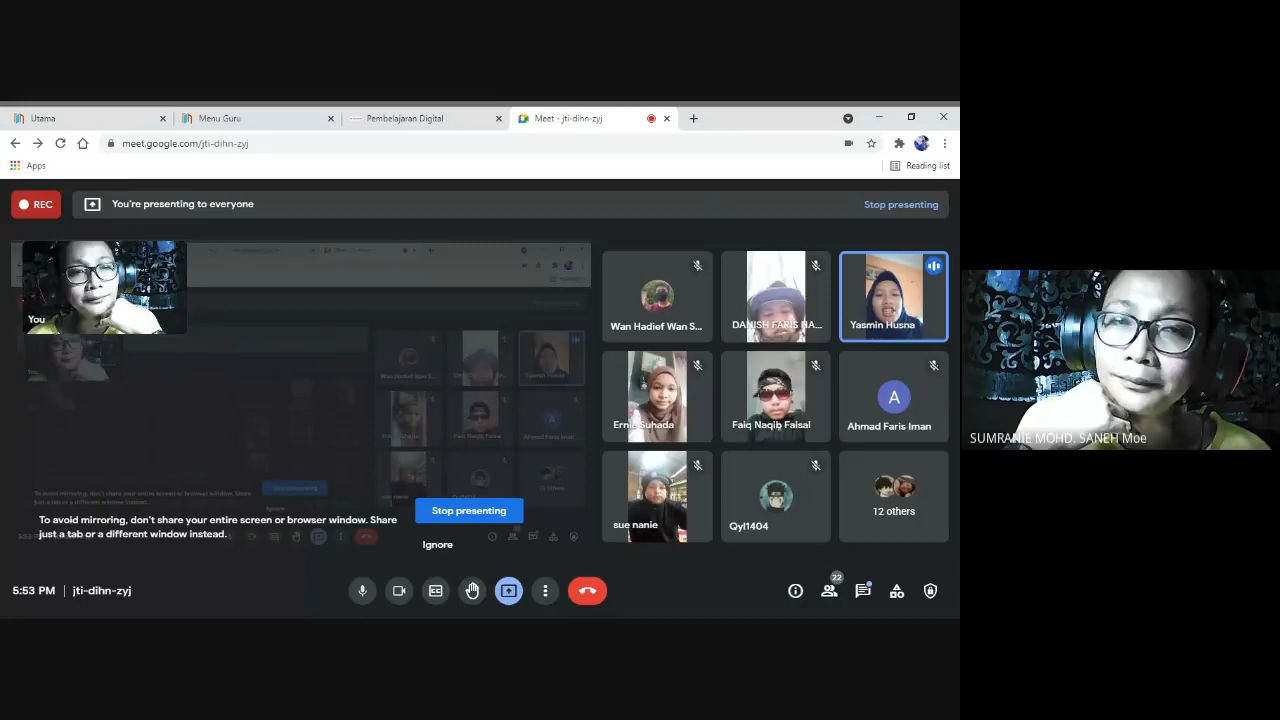 Utama
Menu Guru
Pembelajaran Digital
Meet - jti-dihn-zyj
meet.google.com/jti-dihn-zyj
Apps
Reading list
REC
You're presenting to everyone
Stop presenting
You
Wan Hadief Wan S...
DANISH FARIS HA...
Yasmin Husna
Ernie Suhada
Faiq Naqib Faisal
A
Ahmad Faris Iman
sue nanie
Qyl1404
12 others
To avoid mirroring, don't share your entire screen or browser window. Share
just a tab or a different window instead.
Stop presenting
Ignore
5:53 PM | jti-dihn-zyj
22
SUMRANIE MOHD. SANEH Moe